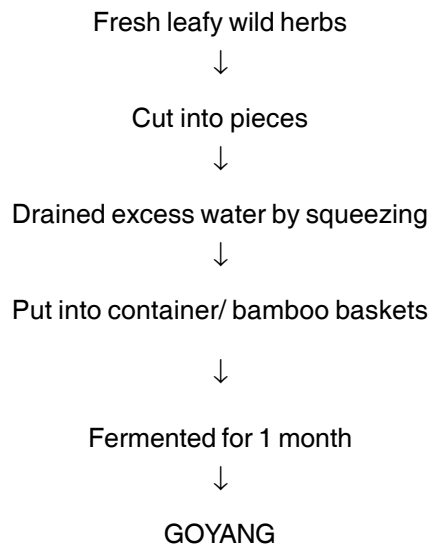 Fresh leafy wild herbs
↓
Cut into pieces
↓
Drained excess water by squeezing
↓
Put into container/ bamboo baskets
↓
Fermented for 1 month
↓
GOYANG